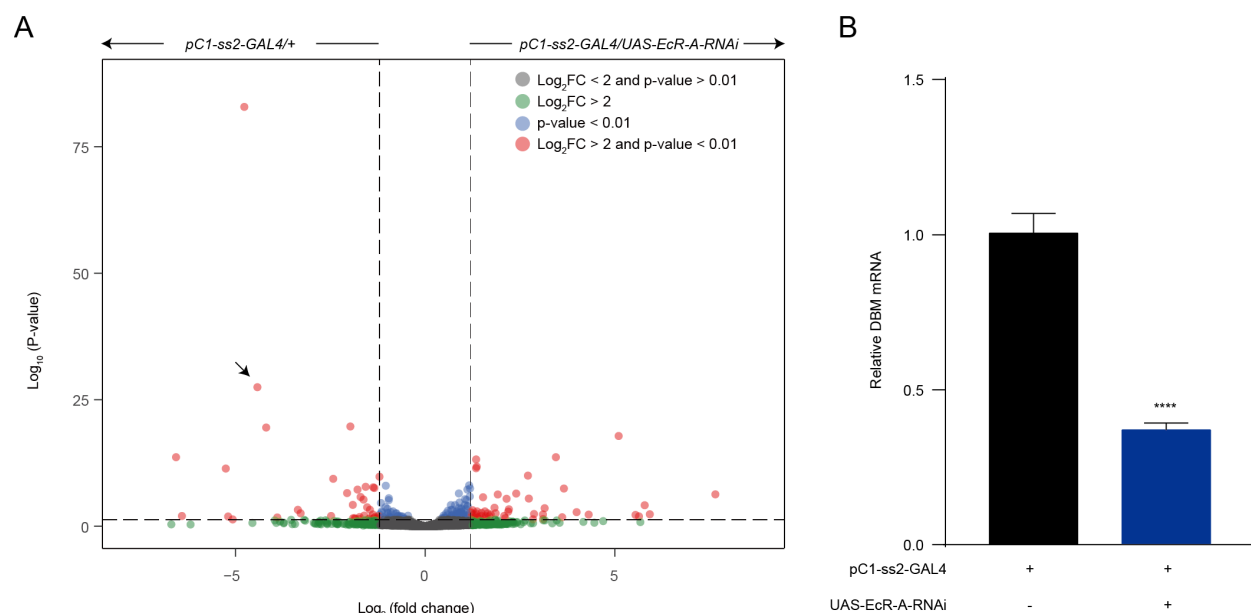 A
pC1-ss2-GAL4/+
pC1-ss2-GAL4/UAS-EcR-A-RNAi
Log₂FC < 2 and p-value > 0.01
Log₂FC > 2
p-value < 0.01
Log₂FC > 2 and p-value < 0.01
75
50
25
0
Log₁₀ (P-value)
−5
0
5
Log₂ (fold change)
B
1.5
1.0
0.5
0.0
Relative DBM mRNA
****
pC1-ss2-GAL4
+
+
UAS-EcR-A-RNAi
-
+